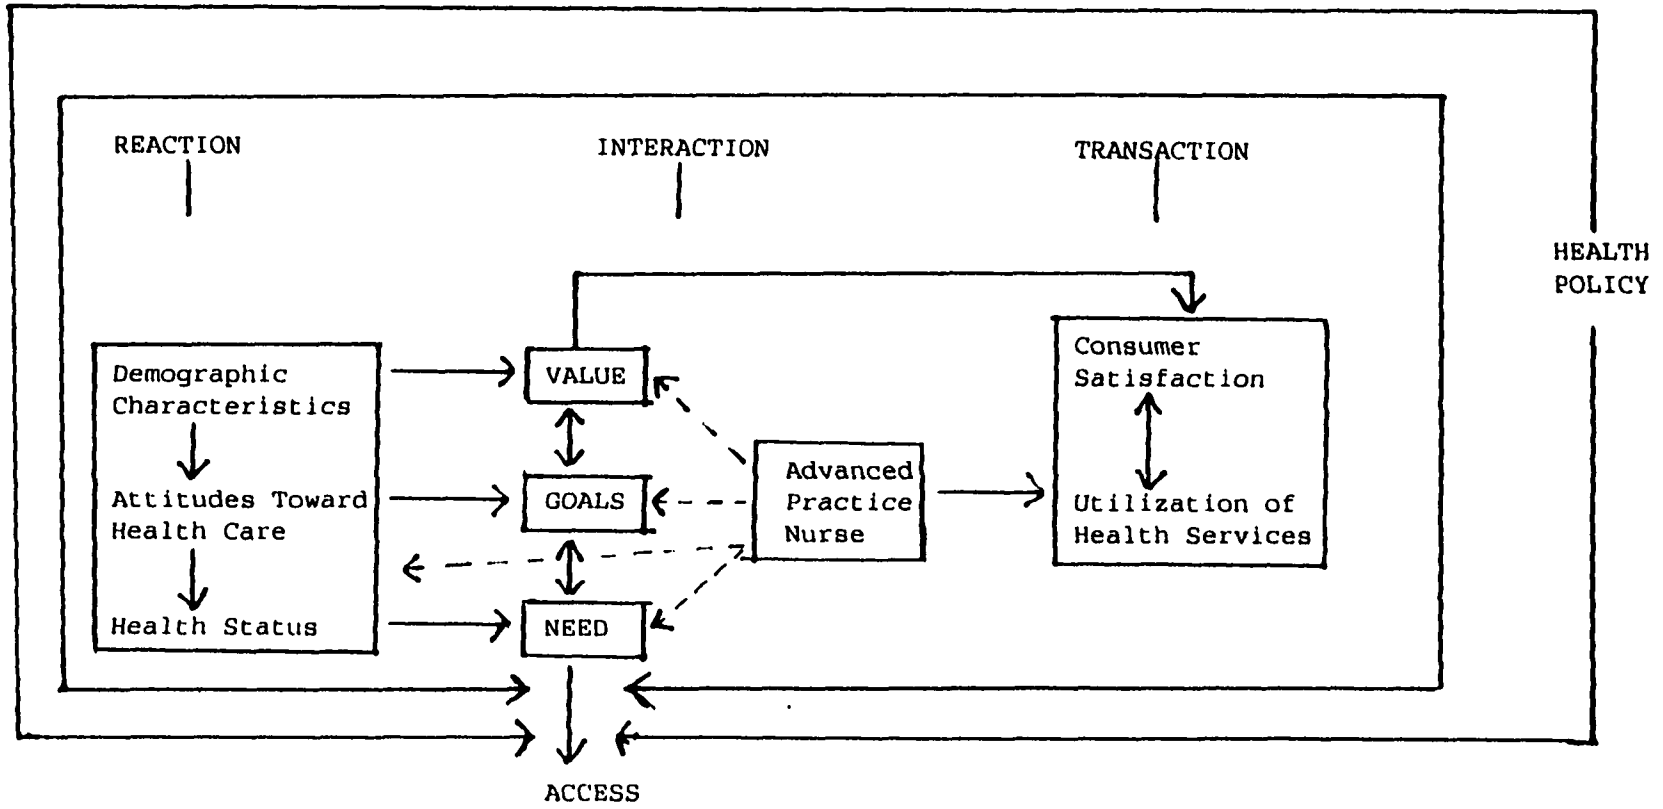 REACTION
INTERACTION
TRANSACTION
HEALTH
POLICY
Demographic
Characteristics
Attitudes Toward
Health Care
Health Status
VALUE
GOALS
NEED
Advanced
Practice
Nurse
Consumer
Satisfaction
Utilization of
Health Services
ACCESS